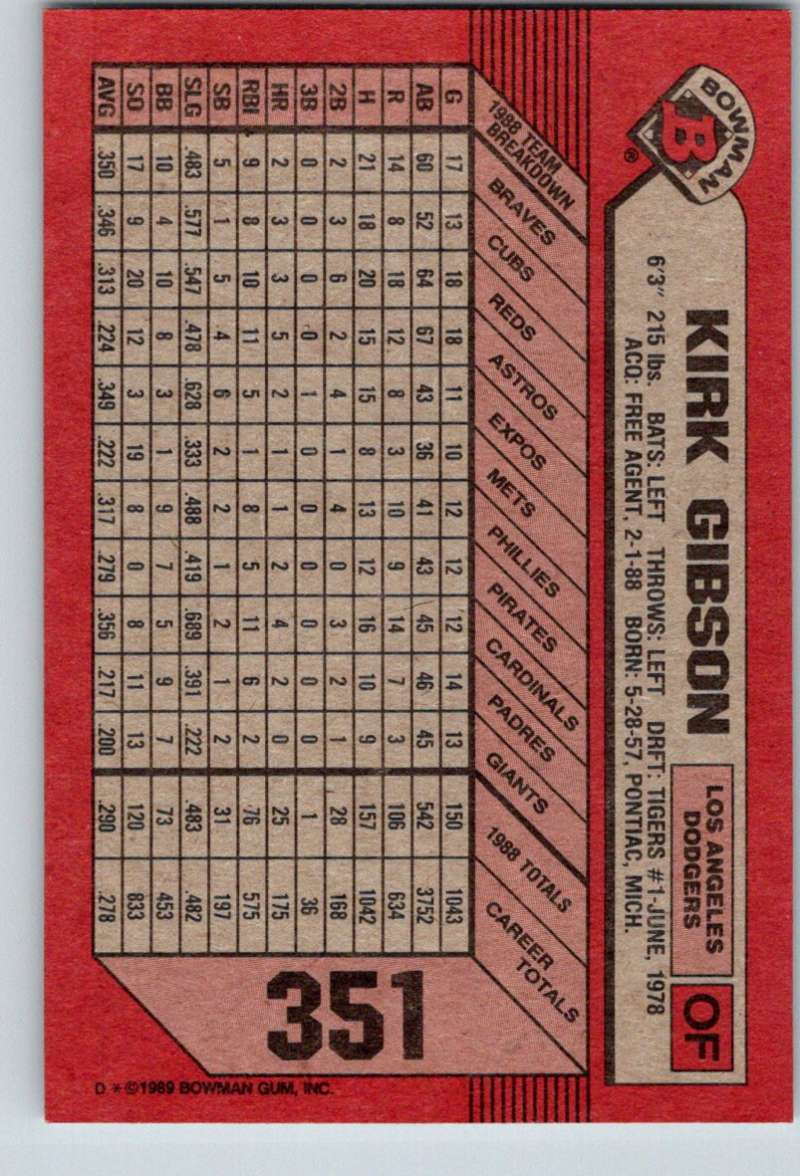 BOWMAN
B
®
KIRK GIBSON
LOS ANGELES
DODGERS
OF
6'3" 215 lbs. BATS: LEFT THROWS: LEFT DRFT: TIGERS #1-JUNE, 1978
ACQ: FREE AGENT, 2-1-88 BORN: 5-28-57, PONTIAC, MICH.
1988 TEAM
BREAKDOWN
BRAVES
CUBS
REDS
ASTROS
EXPOS
METS
PHILLIES
PIRATES
CARDINALS
PADRES
GIANTS
1988 TOTALS
CAREER
TOTALS
G 17 13 18 18 11 10 12 12 12 14 13 150 1043
AB 60 52 64 67 43 36 41 43 45 46 45 542 3752
R 14 8 18 12 8 3 10 9 14 7 3 106 634
H 21 18 20 15 15 8 13 12 16 10 9 157 1042
2B 2 3 6 2 4 1 4 0 3 2 1 28 168
3B 0 0 0 0 1 0 0 0 0 0 0 1 36
HR 2 3 3 5 2 1 1 2 4 2 0 25 175
RBI 9 8 10 11 5 1 8 5 11 6 2 76 575
SB 5 1 5 4 6 2 2 1 2 1 2 31 197
SLG .483 .577 .547 .478 .628 .333 .488 .419 .689 .391 .222 .483 .482
BB 10 4 10 8 3 1 9 7 5 9 7 73 453
SO 17 9 20 12 3 19 8 0 8 11 13 120 833
AVG .350 .346 .313 .224 .349 .222 .317 .279 .356 .217 .200 .290 .278
351
D *©1989 BOWMAN GUM, INC.